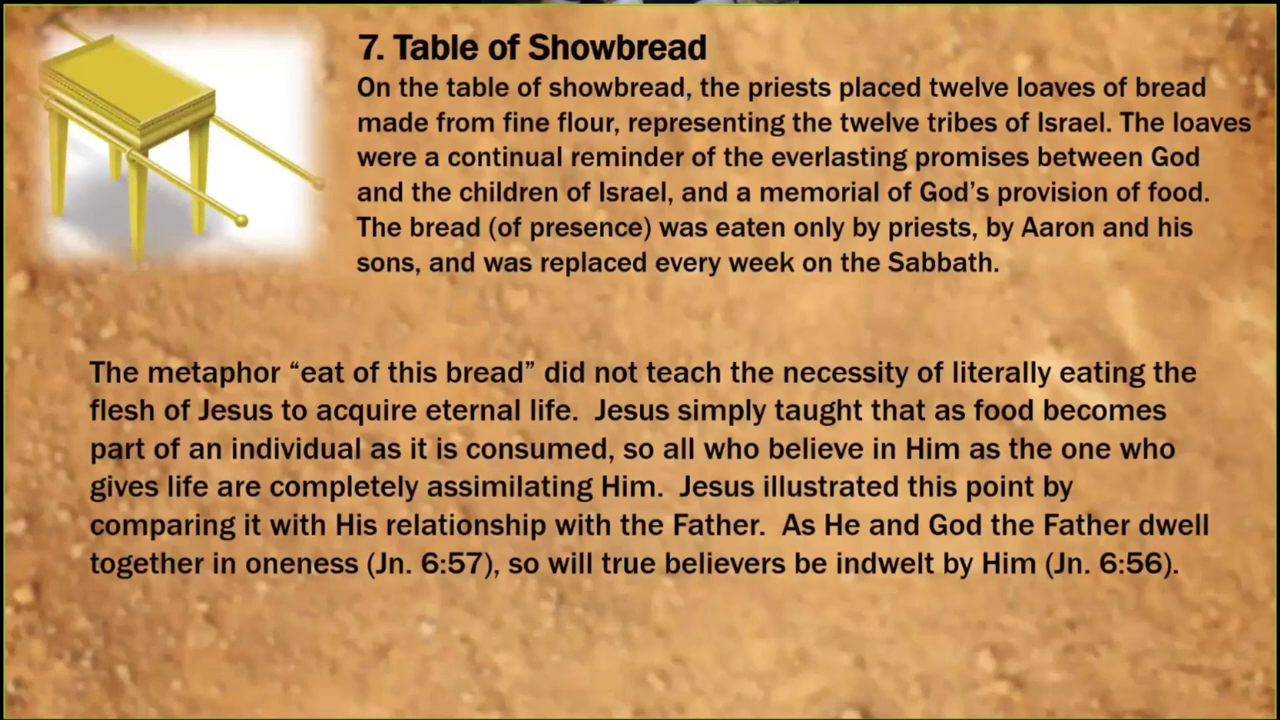 7. Table of Showbread
On the table of showbread, the priests placed twelve loaves of bread
made from fine flour, representing the twelve tribes of Israel. The loaves
were a continual reminder of the everlasting promises between God
and the children of Israel, and a memorial of God’s provision of food.
The bread (of presence) was eaten only by priests, by Aaron and his
sons, and was replaced every week on the Sabbath.
The metaphor “eat of this bread” did not teach the necessity of literally eating the
flesh of Jesus to acquire eternal life.  Jesus simply taught that as food becomes
part of an individual as it is consumed, so all who believe in Him as the one who
gives life are completely assimilating Him.  Jesus illustrated this point by
comparing it with His relationship with the Father.  As He and God the Father dwell
together in oneness (Jn. 6:57), so will true believers be indwelt by Him (Jn. 6:56).